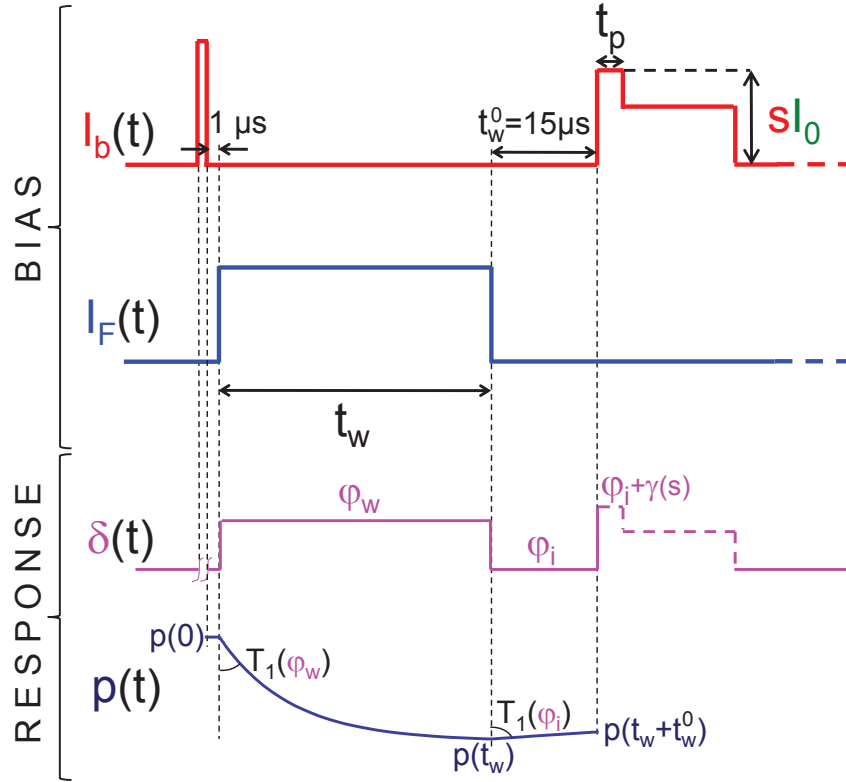 tₚ
1 µs
t_w^0=15µs
I_b(t)
sI_0
BIAS
I_F(t)
t_w
φ_w
φ_i+γ(s)
δ(t)
φ_i
RESPONSE
p(0)
T_1(φ_w)
p(t)
T_1(φ_i)
p(t_w)
p(t_w+t_w^0)